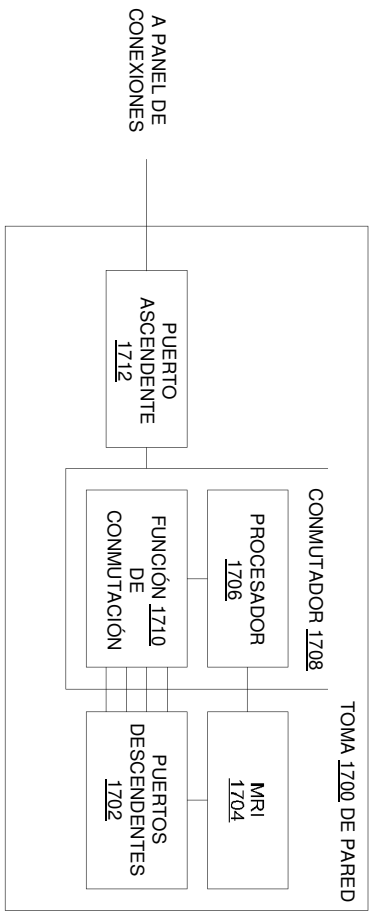 TOMA 1700 DE PARED
CONMUTADOR 1708
PROCESADOR
1706
MRI
1704
A PANEL DE
CONEXIONES
PUERTO
ASCENDENTE
1712
FUNCIÓN 1710
DE
CONMUTACIÓN
PUERTOS
DESCENDENTES
1702